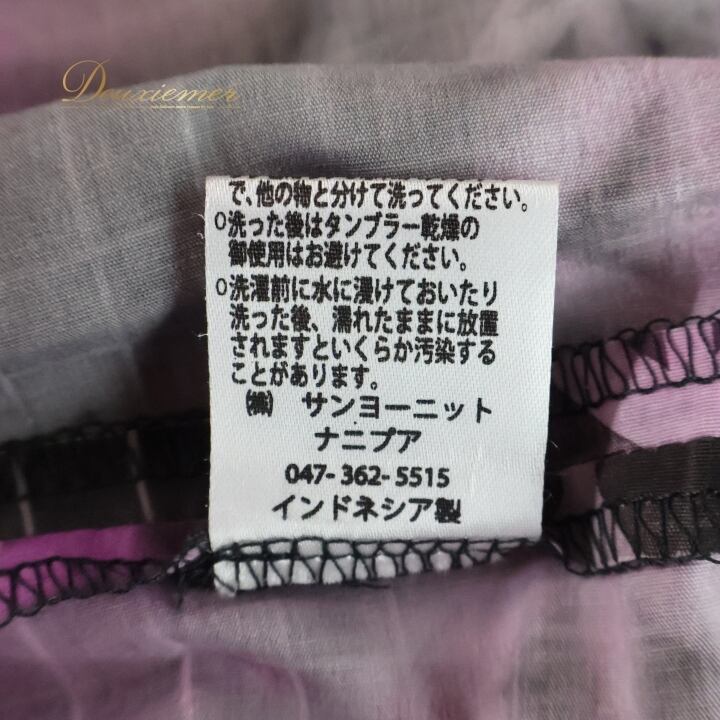 Douxiemer
で、他の物と分けて洗ってください。
○洗った後はタンブラー乾燥の
御使用はお避けてください。
○洗濯前に水に浸けておいたり
洗った後、濡れたままに放置
されますといくらか汚染する
ことがあります。
サンヨーニット
ナニプア
047-362-5515
インドネシア製